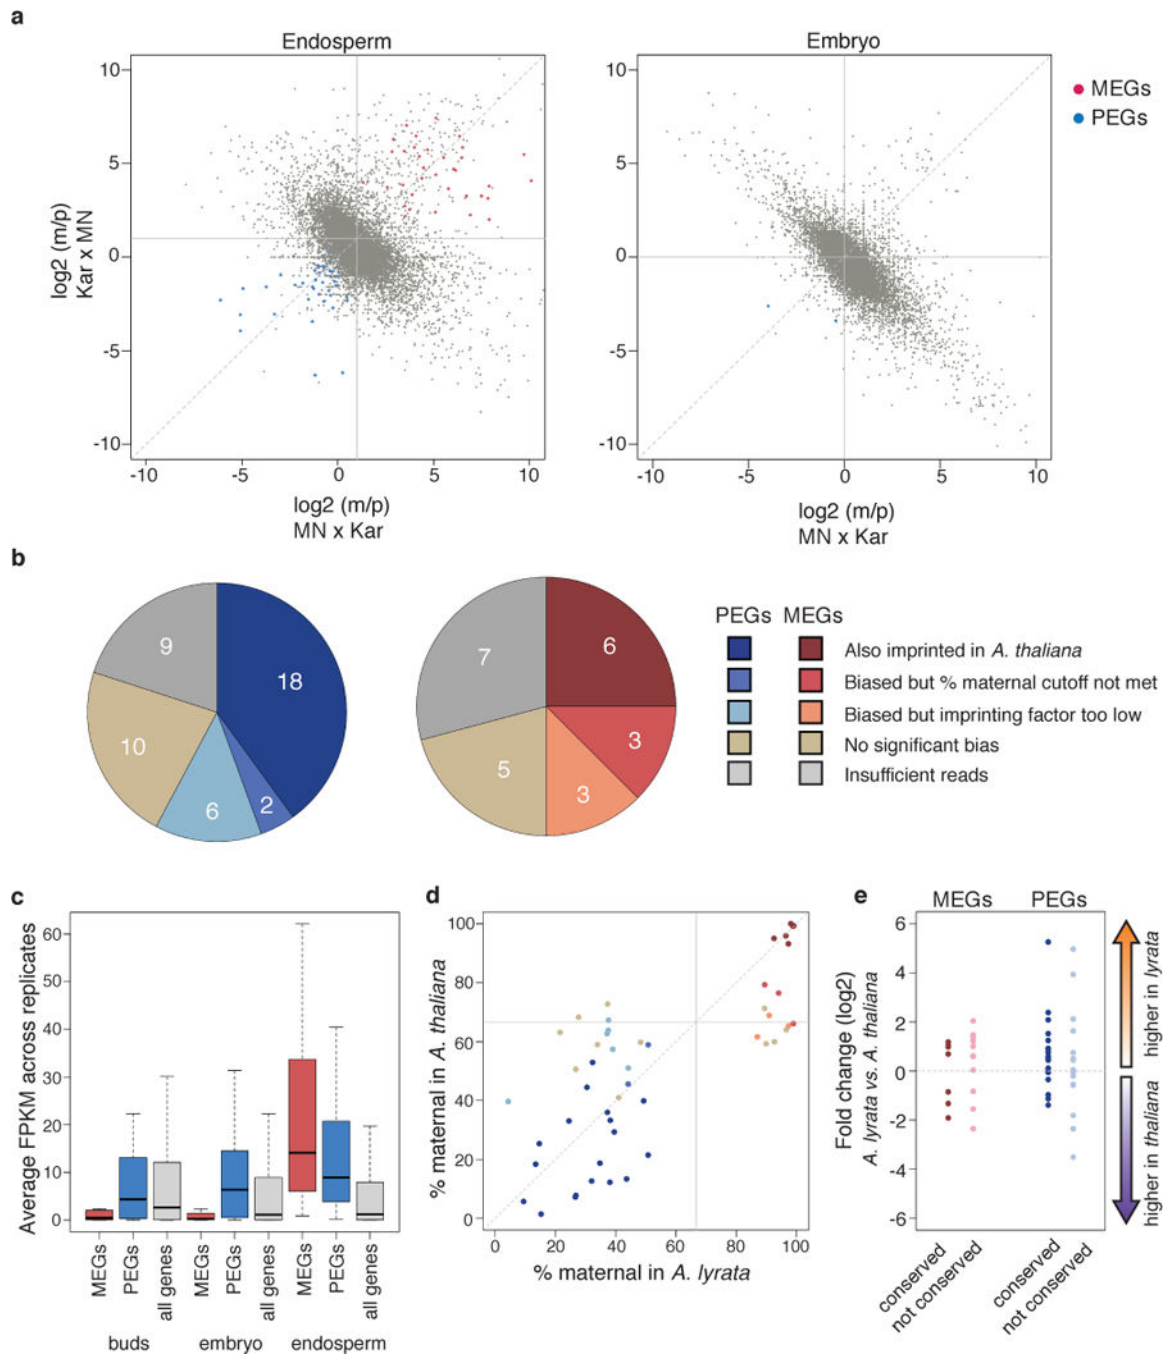 a
Endosperm
Embryo
MEGs
PEGs
10
5
0
-5
-10
log2 (m/p)
Kar x MN
-10
-5
0
5
10
log2 (m/p)
MN x Kar
10
5
0
-5
-10
-10
-5
0
5
10
log2 (m/p)
MN x Kar
b
9
18
10
6
2
7
6
5
3
3
PEGs MEGs
Also imprinted in A. thaliana
Biased but % maternal cutoff not met
Biased but imprinting factor too low
No significant bias
Insufficient reads
c
Average FPKM across replicates
60
50
40
30
20
10
0
MEGs
PEGs
all genes
MEGs
PEGs
all genes
MEGs
PEGs
all genes
buds
embryo
endosperm
d
% maternal in A. thaliana
100
80
60
40
20
0
0
20
40
60
80
100
% maternal in A. lyrata
e
MEGs
PEGs
Fold change (log2)
A. lyrata vs. A. thaliana
6
4
2
0
-2
-4
-6
conserved
not conserved
conserved
not conserved
higher in lyrata
higher in thaliana